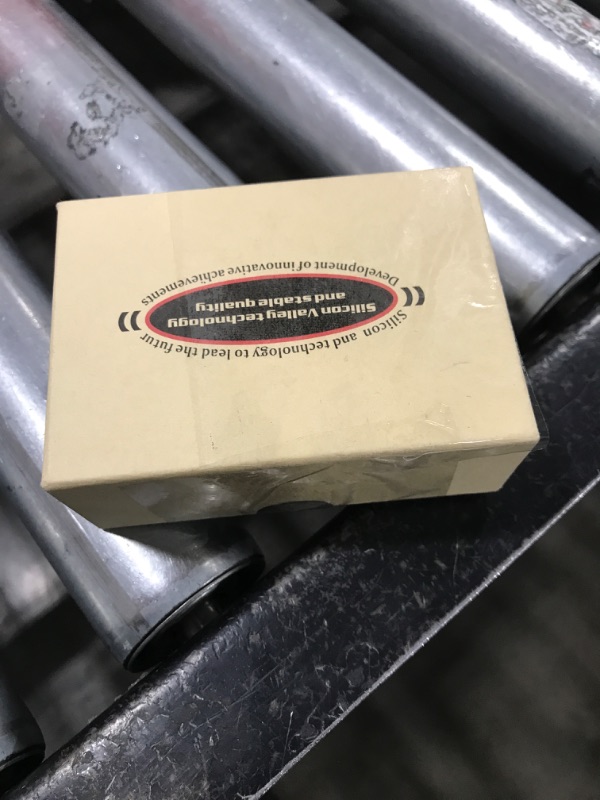 Silicon and technology to lead the futur
Silicon Valley technology
and stable quality
Development of innovative achievements